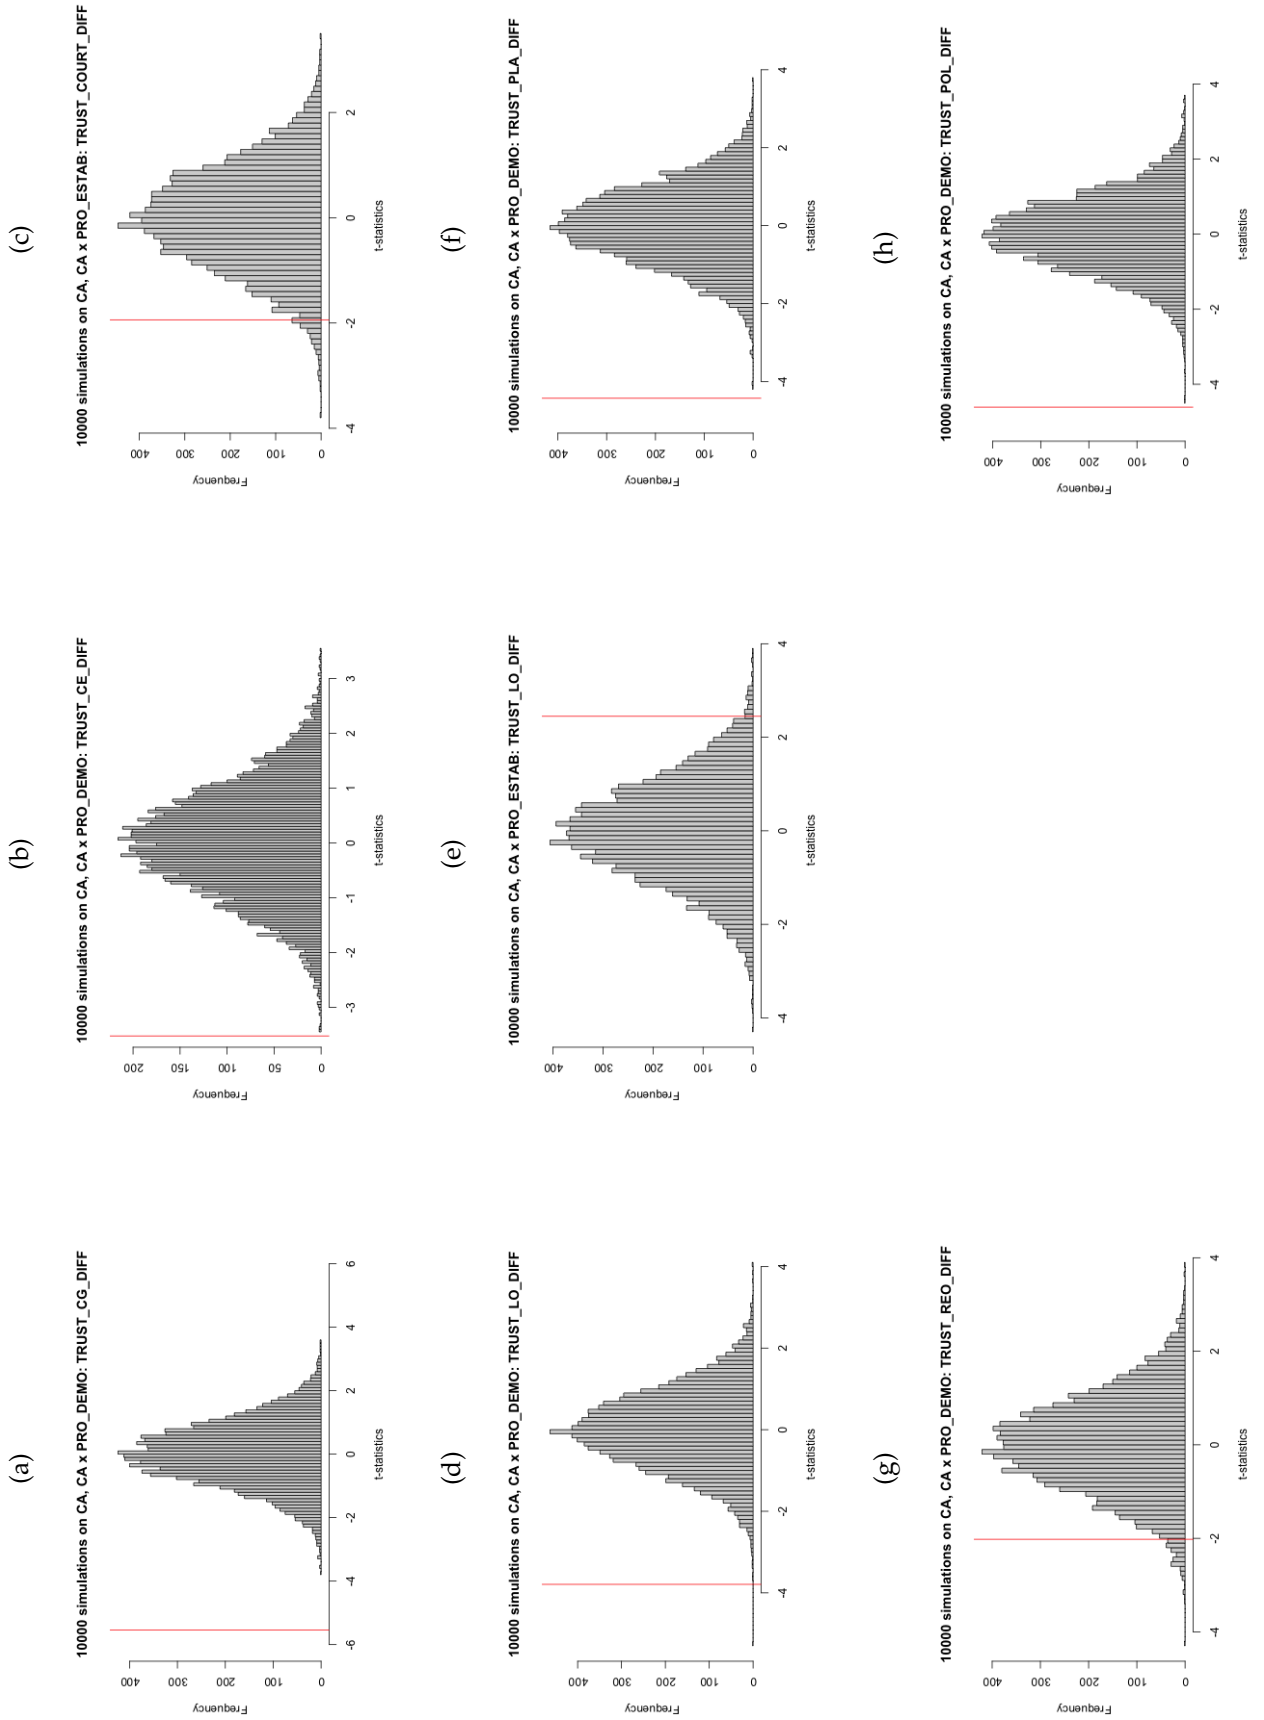 (a)
10000 simulations on CA, CA x PRO_DEMO: TRUST_CG_DIFF
Frequency
0 100 200 300 400
-6 -4 -2 0 2 4 6
t-statistics
(b)
10000 simulations on CA, CA x PRO_DEMO: TRUST_CE_DIFF
Frequency
0 50 100 150 200
-3 -2 -1 0 1 2 3
t-statistics
(c)
10000 simulations on CA, CA x PRO_ESTAB: TRUST_COURT_DIFF
Frequency
0 100 200 300 400
-4 -2 0 2
t-statistics
(d)
10000 simulations on CA, CA x PRO_DEMO: TRUST_LO_DIFF
Frequency
0 100 200 300 400
-4 -2 0 2 4
t-statistics
(e)
10000 simulations on CA, CA x PRO_ESTAB: TRUST_LO_DIFF
Frequency
0 100 200 300 400
-4 -2 0 2 4
t-statistics
(f)
10000 simulations on CA, CA x PRO_DEMO: TRUST_PLA_DIFF
Frequency
0 100 200 300 400
-4 -2 0 2 4
t-statistics
(g)
10000 simulations on CA, CA x PRO_DEMO: TRUST_REO_DIFF
Frequency
0 100 200 300 400
-4 -2 0 2 4
t-statistics
(h)
10000 simulations on CA, CA x PRO_DEMO: TRUST_POL_DIFF
Frequency
0 100 200 300 400
-4 -2 0 2 4
t-statistics